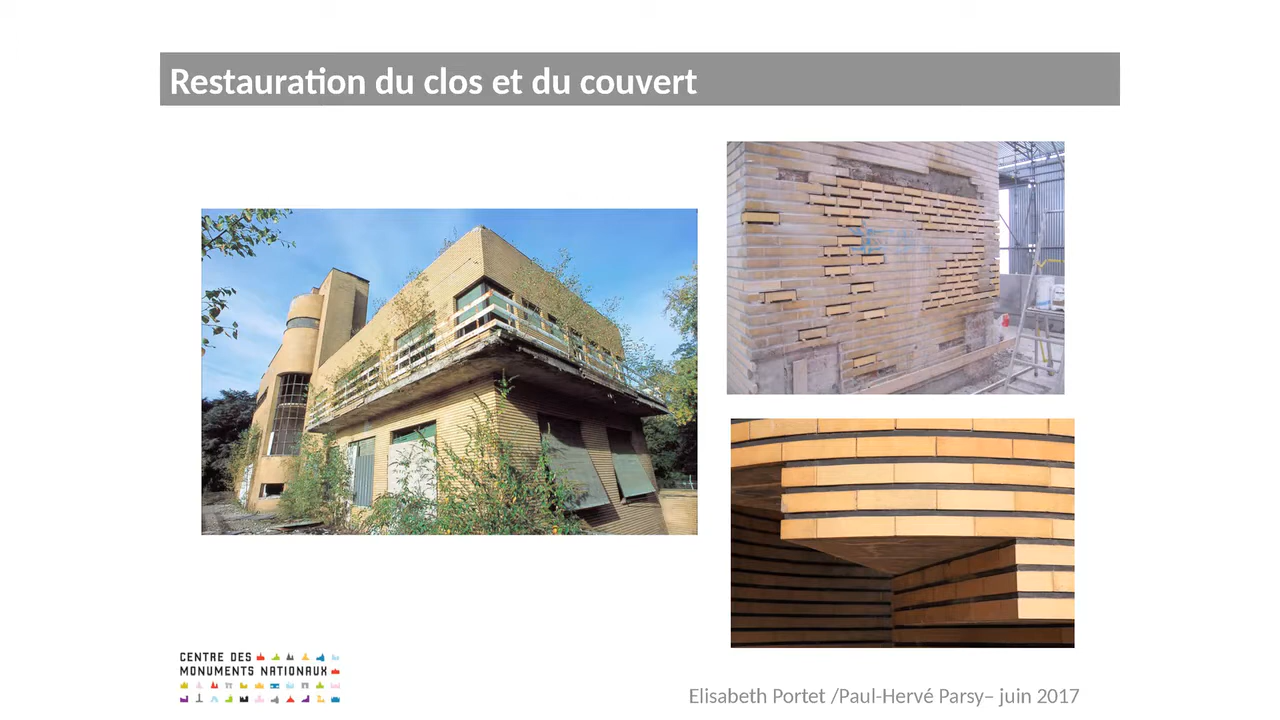 Restauration du clos et du couvert
CENTRE DES
MONUMENTS NATIONAUX
Elisabeth Portet /Paul-Hervé Parsy– juin 2017